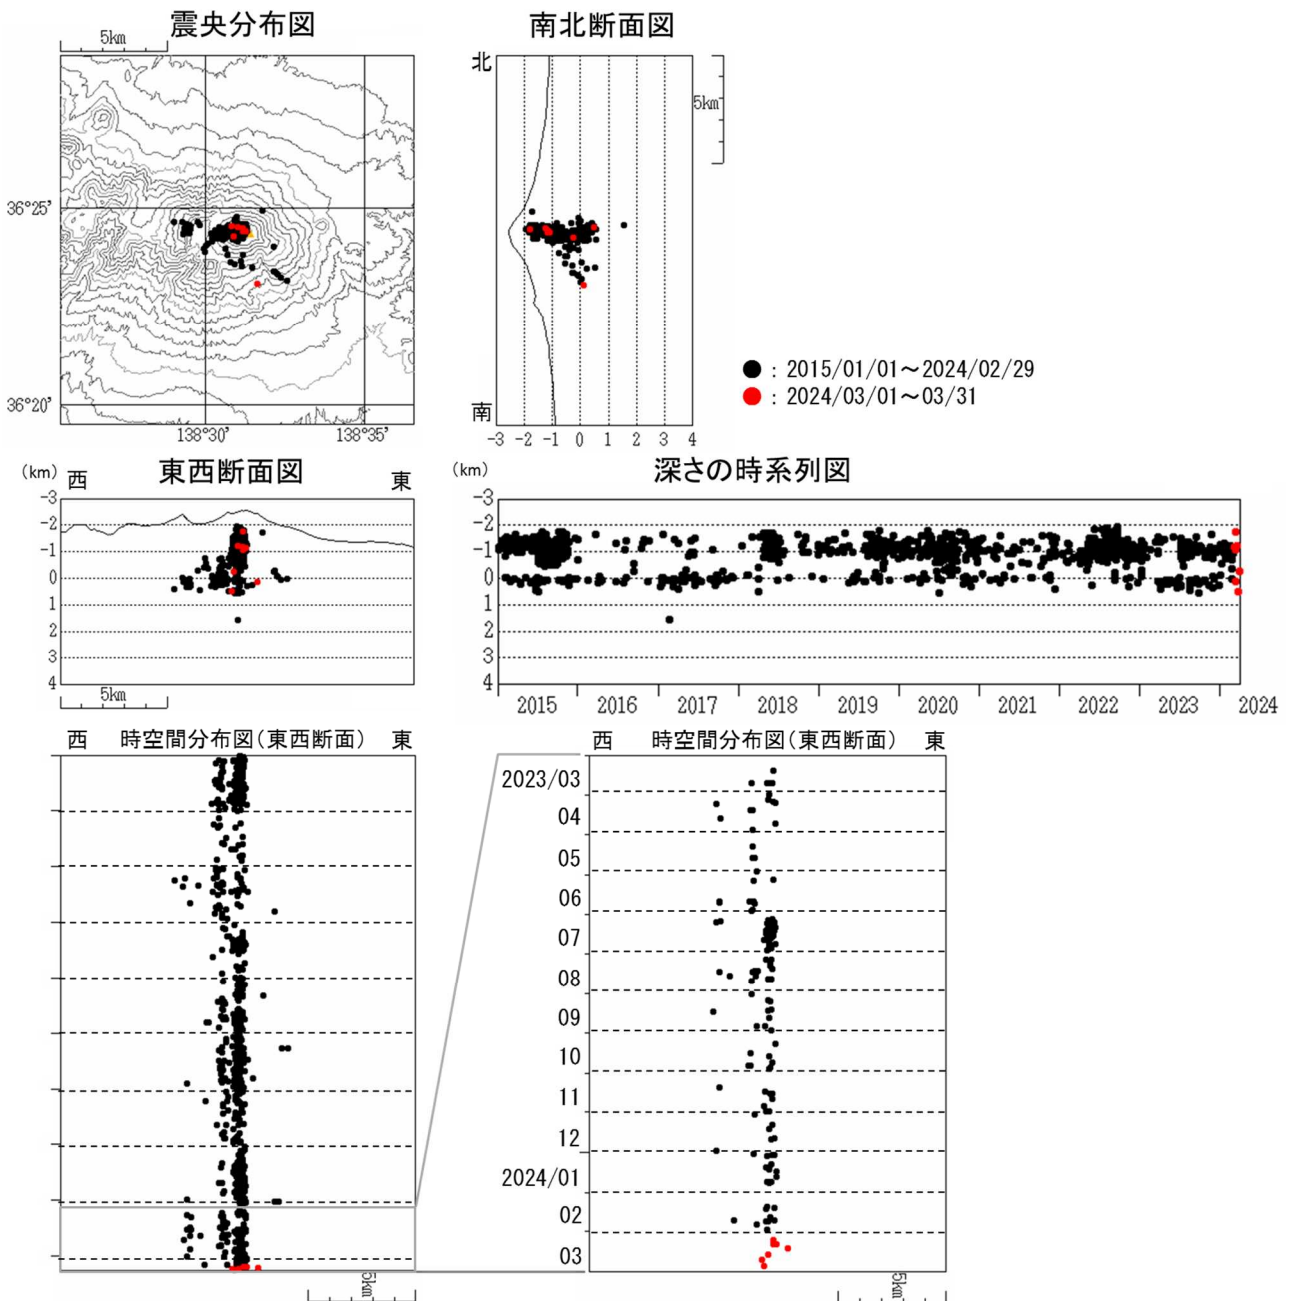 震央分布図
5km
36°25'
36°20'
138°30'
138°35'
南北断面図
北
南
5km
-3 -2 -1 0 1 2 3 4
● : 2015/01/01～2024/02/29
● : 2024/03/01～03/31
東西断面図
(km) 西 東
-3
-2
-1
0
1
2
3
4
5km
深さの時系列図
(km)
-3
-2
-1
0
1
2
3
4
2015 2016 2017 2018 2019 2020 2021 2022 2023 2024
西 時空間分布図(東西断面) 東
5km
西 時空間分布図(東西断面) 東
2023/03
04
05
06
07
08
09
10
11
12
2024/01
02
03
5km